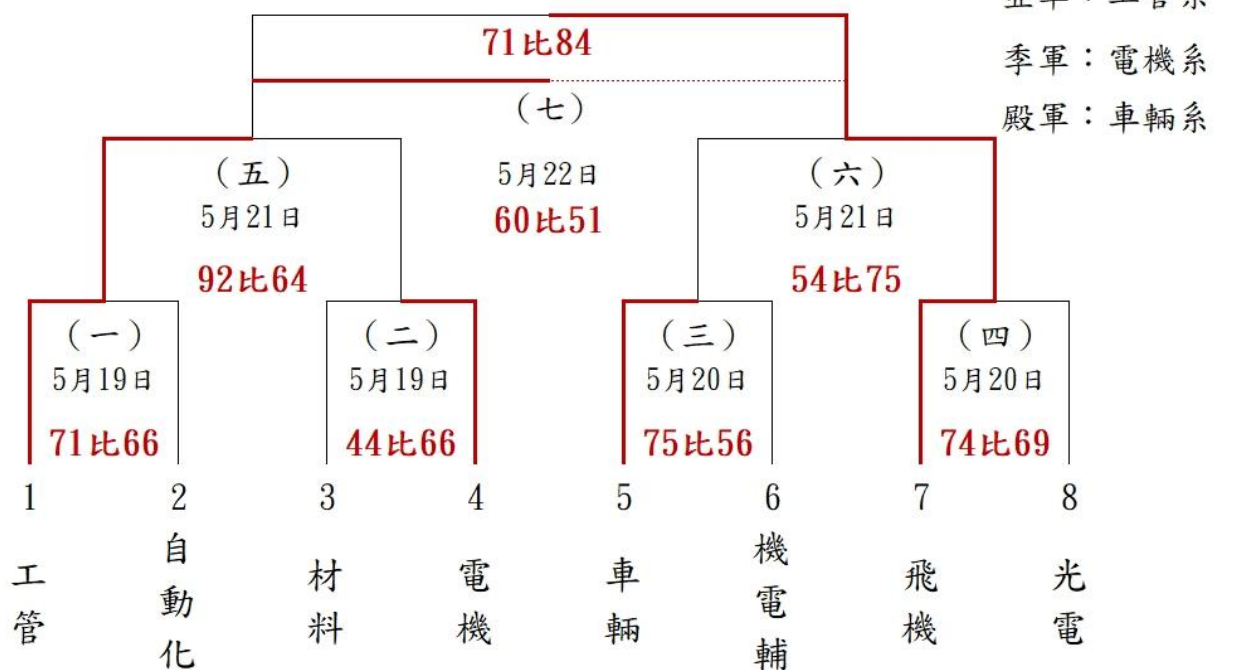 71比84
季軍：電機系
殿軍：車輛系
（七）
5月22日
60比51
（五）
5月21日
92比64
（六）
5月21日
54比75
（一）
5月19日
71比66
（二）
5月19日
44比66
（三）
5月20日
75比56
（四）
5月20日
74比69
1
2
3
4
5
6
7
8
工管
自動化
材料
電機
車輛
機電輔
飛機
光電